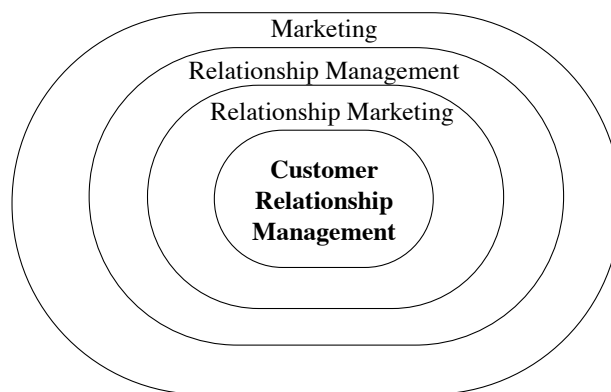 Marketing
Relationship Management
Relationship Marketing
Customer
Relationship
Management